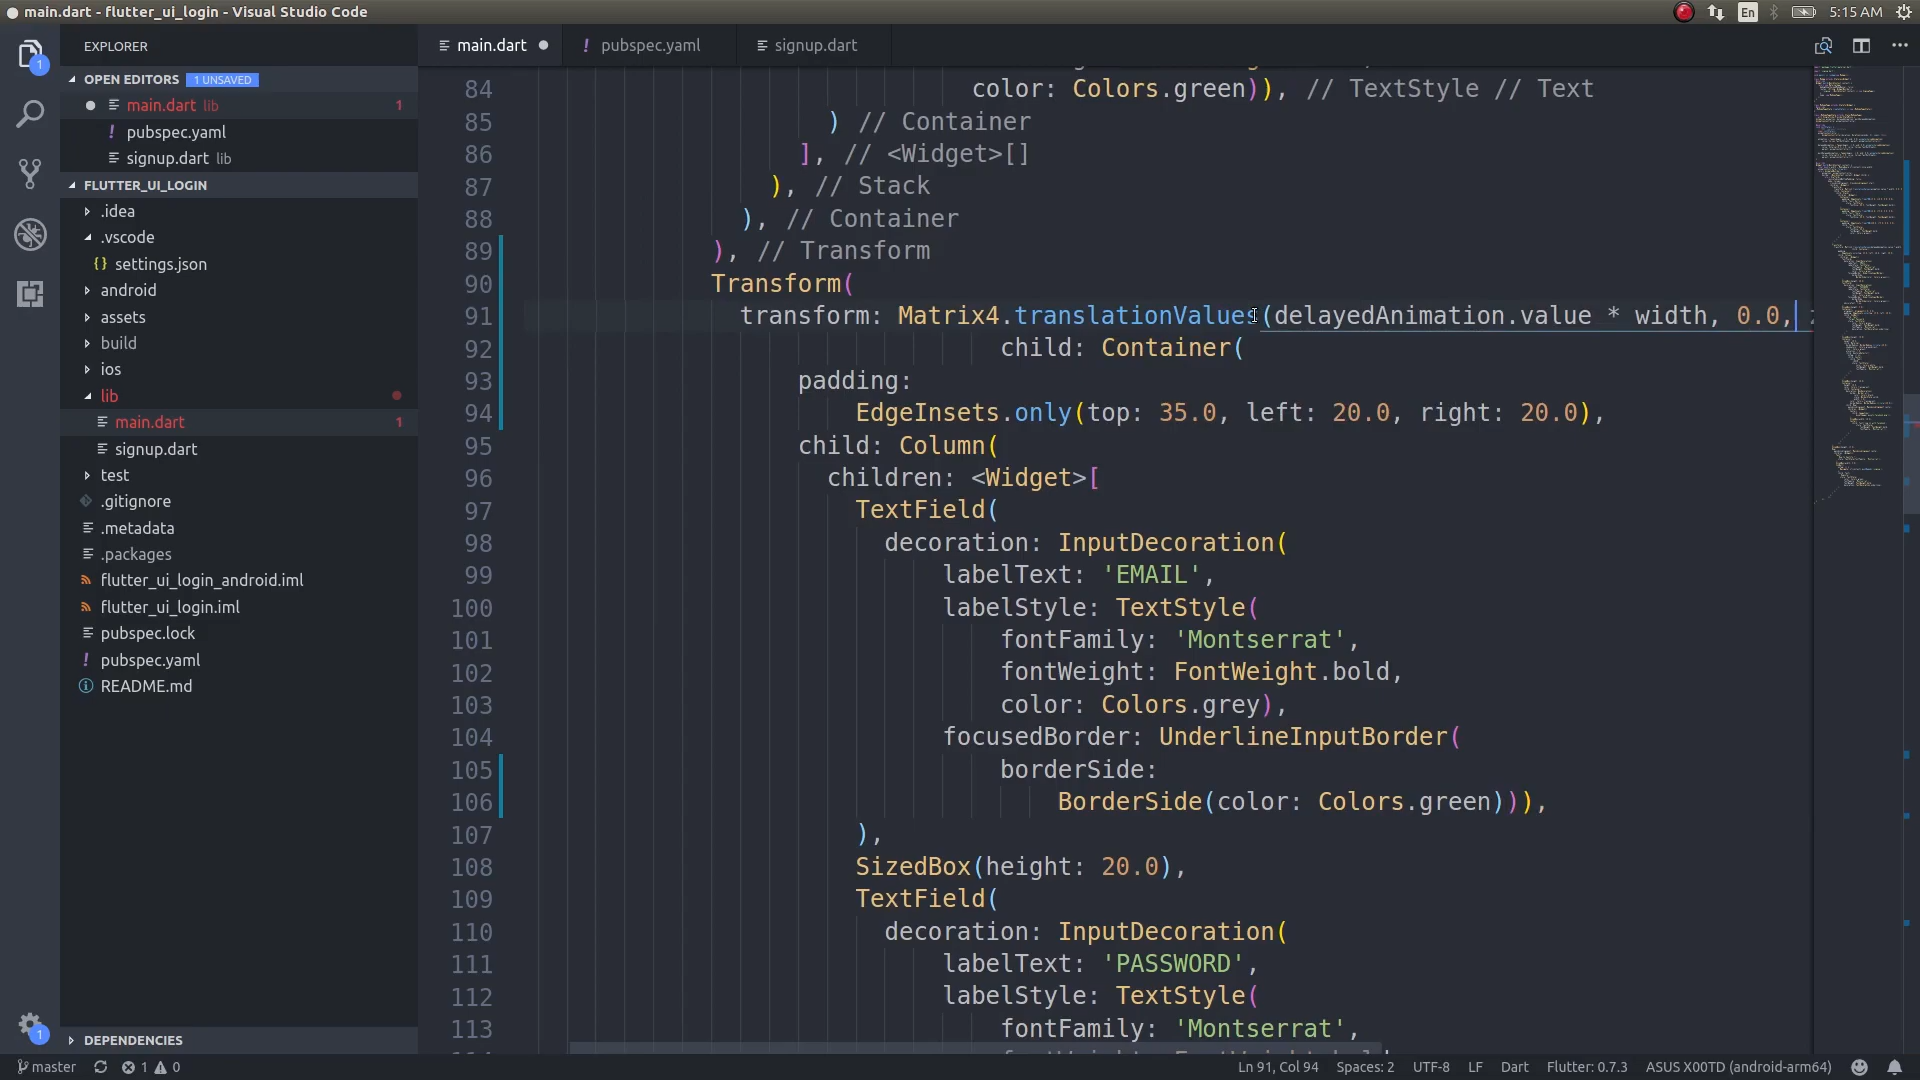 main.dart - flutter_ui_login - Visual Studio Code
En
5:15 AM
EXPLORER
OPEN EDITORS 1 UNSAVED
main.dart lib 1
! pubspec.yaml
signup.dart lib
FLUTTER_UI_LOGIN
.idea
.vscode
{} settings.json
android
assets
build
ios
lib
main.dart 1
signup.dart
test
.gitignore
.metadata
.packages
flutter_ui_login_android.iml
flutter_ui_login.iml
pubspec.lock
! pubspec.yaml
README.md
DEPENDENCIES
1
1
main.dart
! pubspec.yaml
signup.dart
84 color: Colors.green)), // TextStyle // Text
85 ) // Container
86 ], // <Widget>[]
87 ), // Stack
88 ), // Container
89 ), // Transform
90 Transform(
91 transform: Matrix4.translationValues(delayedAnimation.value * width, 0.0,
92 child: Container(
93 padding:
94 EdgeInsets.only(top: 35.0, left: 20.0, right: 20.0),
95 child: Column(
96 children: <Widget>[
97 TextField(
98 decoration: InputDecoration(
99 labelText: 'EMAIL',
100 labelStyle: TextStyle(
101 fontFamily: 'Montserrat',
102 fontWeight: FontWeight.bold,
103 color: Colors.grey),
104 focusedBorder: UnderlineInputBorder(
105 borderSide:
106 BorderSide(color: Colors.green))),
107 ),
108 SizedBox(height: 20.0),
109 TextField(
110 decoration: InputDecoration(
111 labelText: 'PASSWORD',
112 labelStyle: TextStyle(
113 fontFamily: 'Montserrat',
master 1 0
Ln 91, Col 94 Spaces: 2 UTF-8 LF Dart Flutter: 0.7.3 ASUS X00TD (android-arm64)